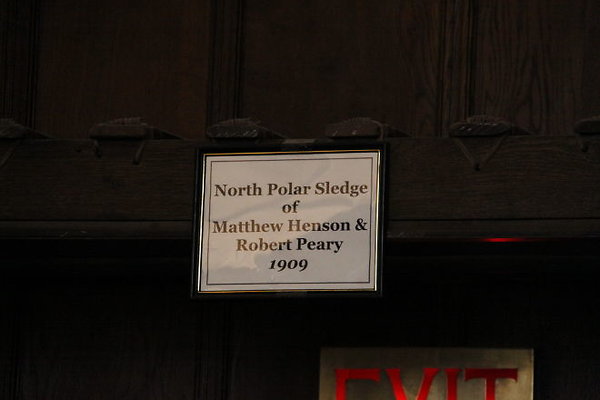 North Polar Sledge
of
Matthew Henson &
Robert Peary
1909
EXIT